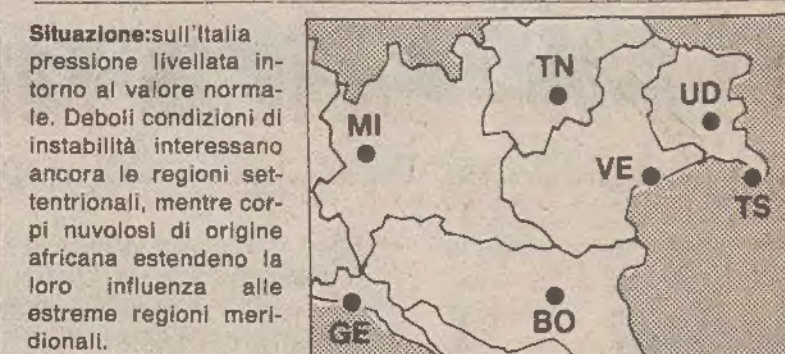 Situazione:sull'Italia
pressione livellata in-
torno al valore norma-
le. Deboli condizioni di
instabilità interessano
ancora le regioni set-
tentrionali, mentre cor-
pi nuvolosi di origine
africana estendeno la
loro influenza alle
estreme regioni meri-
dionali.
TN
UD
MI
VE
TS
BO
GE